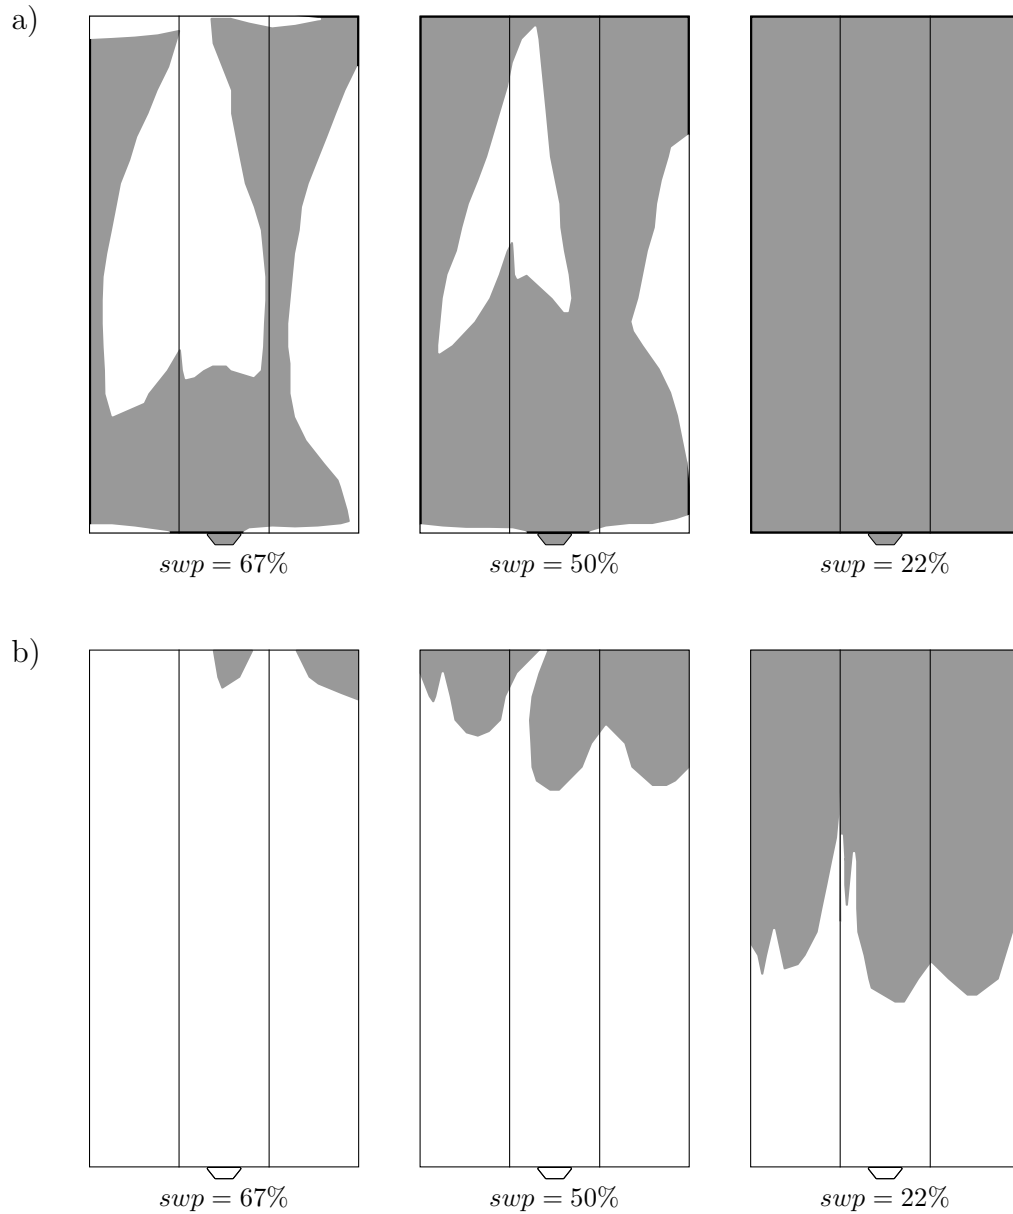 a)
swp = 67% swp = 50% swp = 22%
b)
swp = 67% swp = 50% swp = 22%